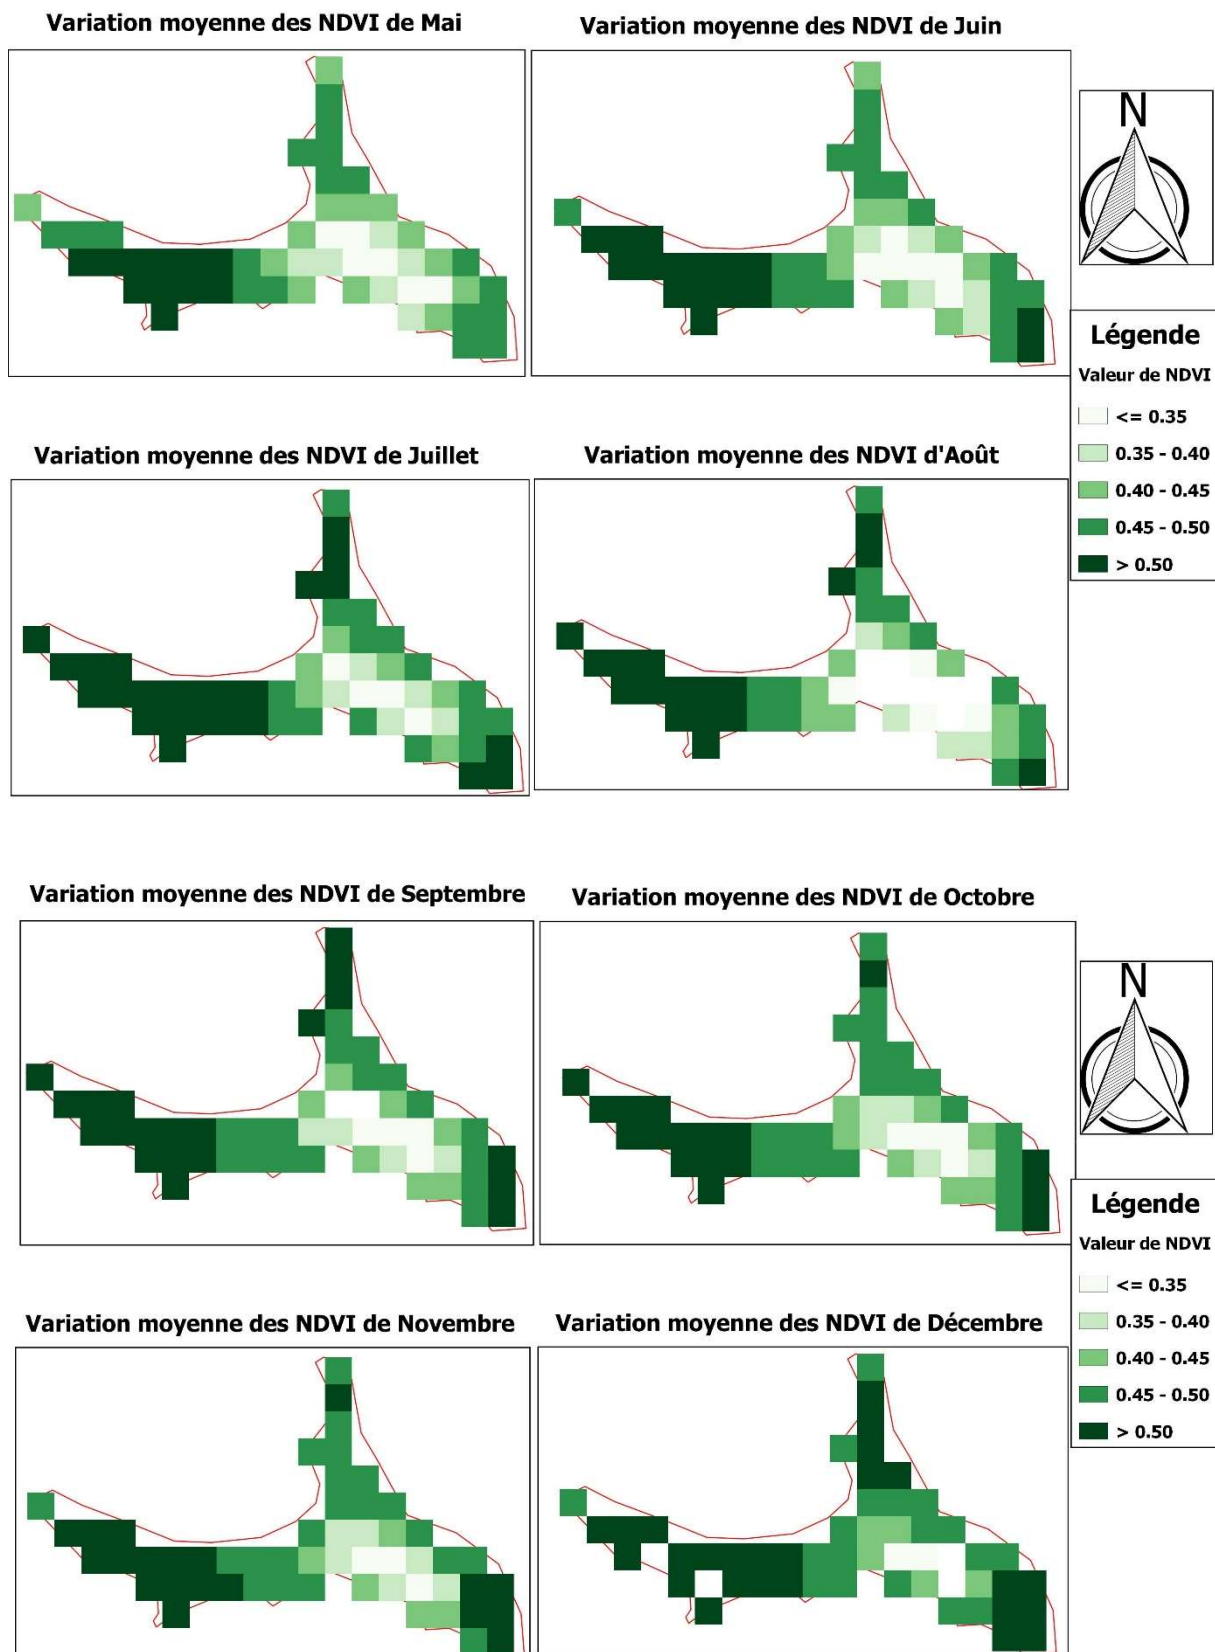 Variation moyenne des NDVI de Mai
Variation moyenne des NDVI de Juin
N
Légende
Valeur de NDVI
<= 0.35
0.35 - 0.40
0.40 - 0.45
0.45 - 0.50
> 0.50
Variation moyenne des NDVI de Juillet
Variation moyenne des NDVI d'Août
Variation moyenne des NDVI de Septembre
Variation moyenne des NDVI de Octobre
N
Légende
Valeur de NDVI
<= 0.35
0.35 - 0.40
0.40 - 0.45
0.45 - 0.50
> 0.50
Variation moyenne des NDVI de Novembre
Variation moyenne des NDVI de Décembre